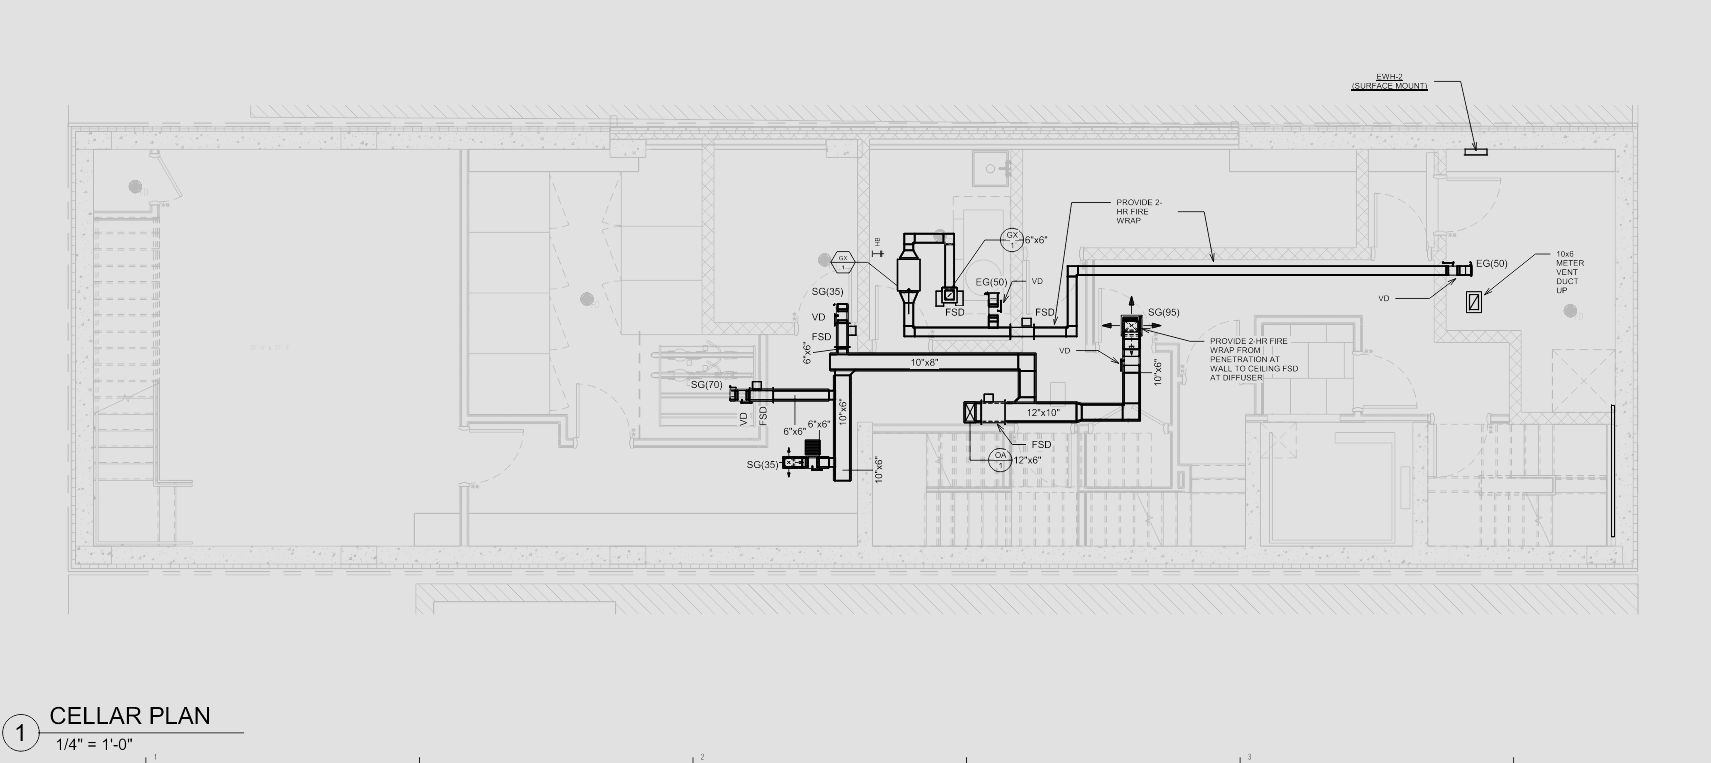 EWH-2
(SURFACE MOUNT)
PROVIDE 2-
HR FIRE
WRAP
HB
GX
1
6"x6"
GX
1
EG(50)
10x6
METER
VENT
DUCT
UP
SG(35)
EG(50)
VD
VD
VD
FSD
FSD
SG(95)
FSD
6"x6"
VD
PROVIDE 2-HR FIRE
WRAP FROM
PENETRATION AT
WALL TO CEILING FSD
AT DIFFUSER
10"x8"
10"x6"
SG(70)
VD
FSD
6"x6"
6"x6"
10"x6"
12"x10"
FSD
OA
1
12"x6"
SG(35)
10"x6"
1
CELLAR PLAN
1/4" = 1'-0"
1
2
3